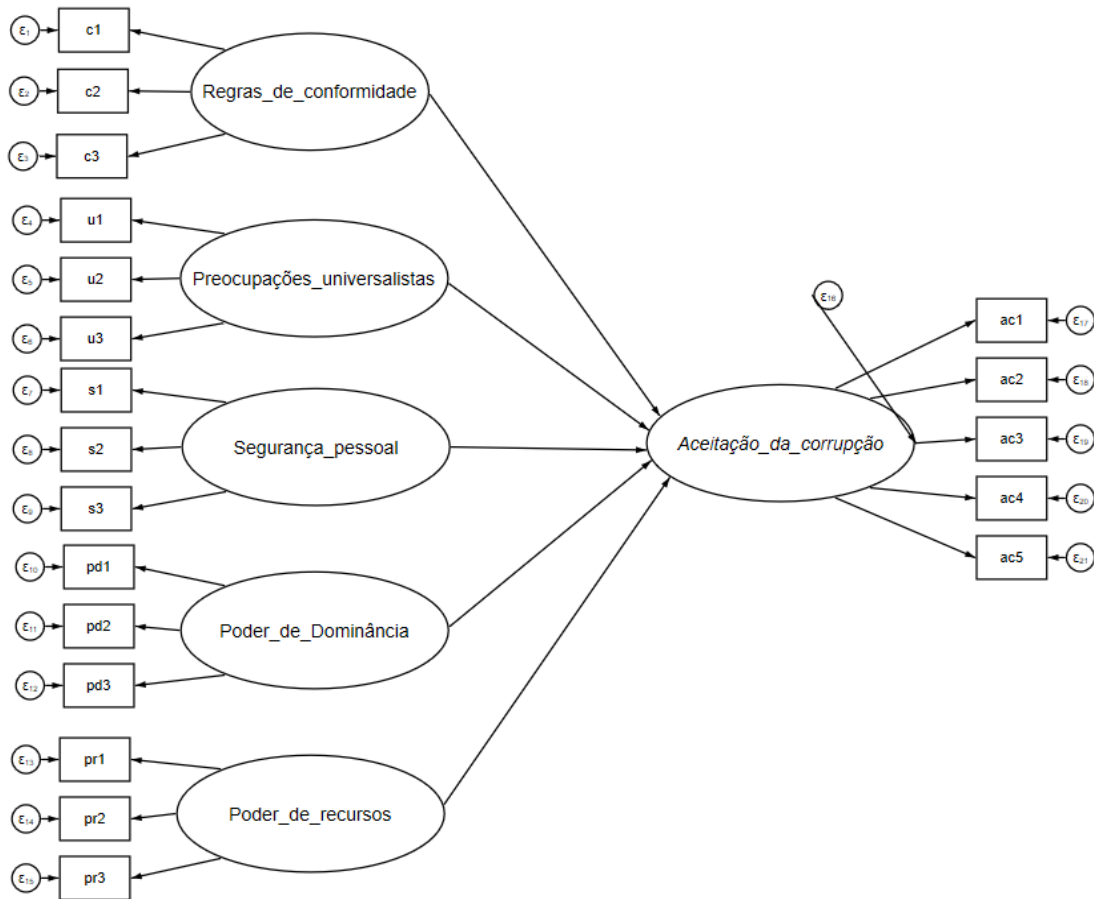 ε₁ c1
ε₂ c2
ε₃ c3
Regras_de_conformidade
ε₄ u1
ε₅ u2
ε₆ u3
Preocupações_universalistas
ε₇ s1
ε₈ s2
ε₉ s3
Segurança_pessoal
ε₁₀ pd1
ε₁₁ pd2
ε₁₂ pd3
Poder_de_Dominância
ε₁₃ pr1
ε₁₄ pr2
ε₁₅ pr3
Poder_de_recursos
ε₁₆
Aceitação_da_corrupção
ac1 ε₁₇
ac2 ε₁₈
ac3 ε₁₉
ac4 ε₂₀
ac5 ε₂₁